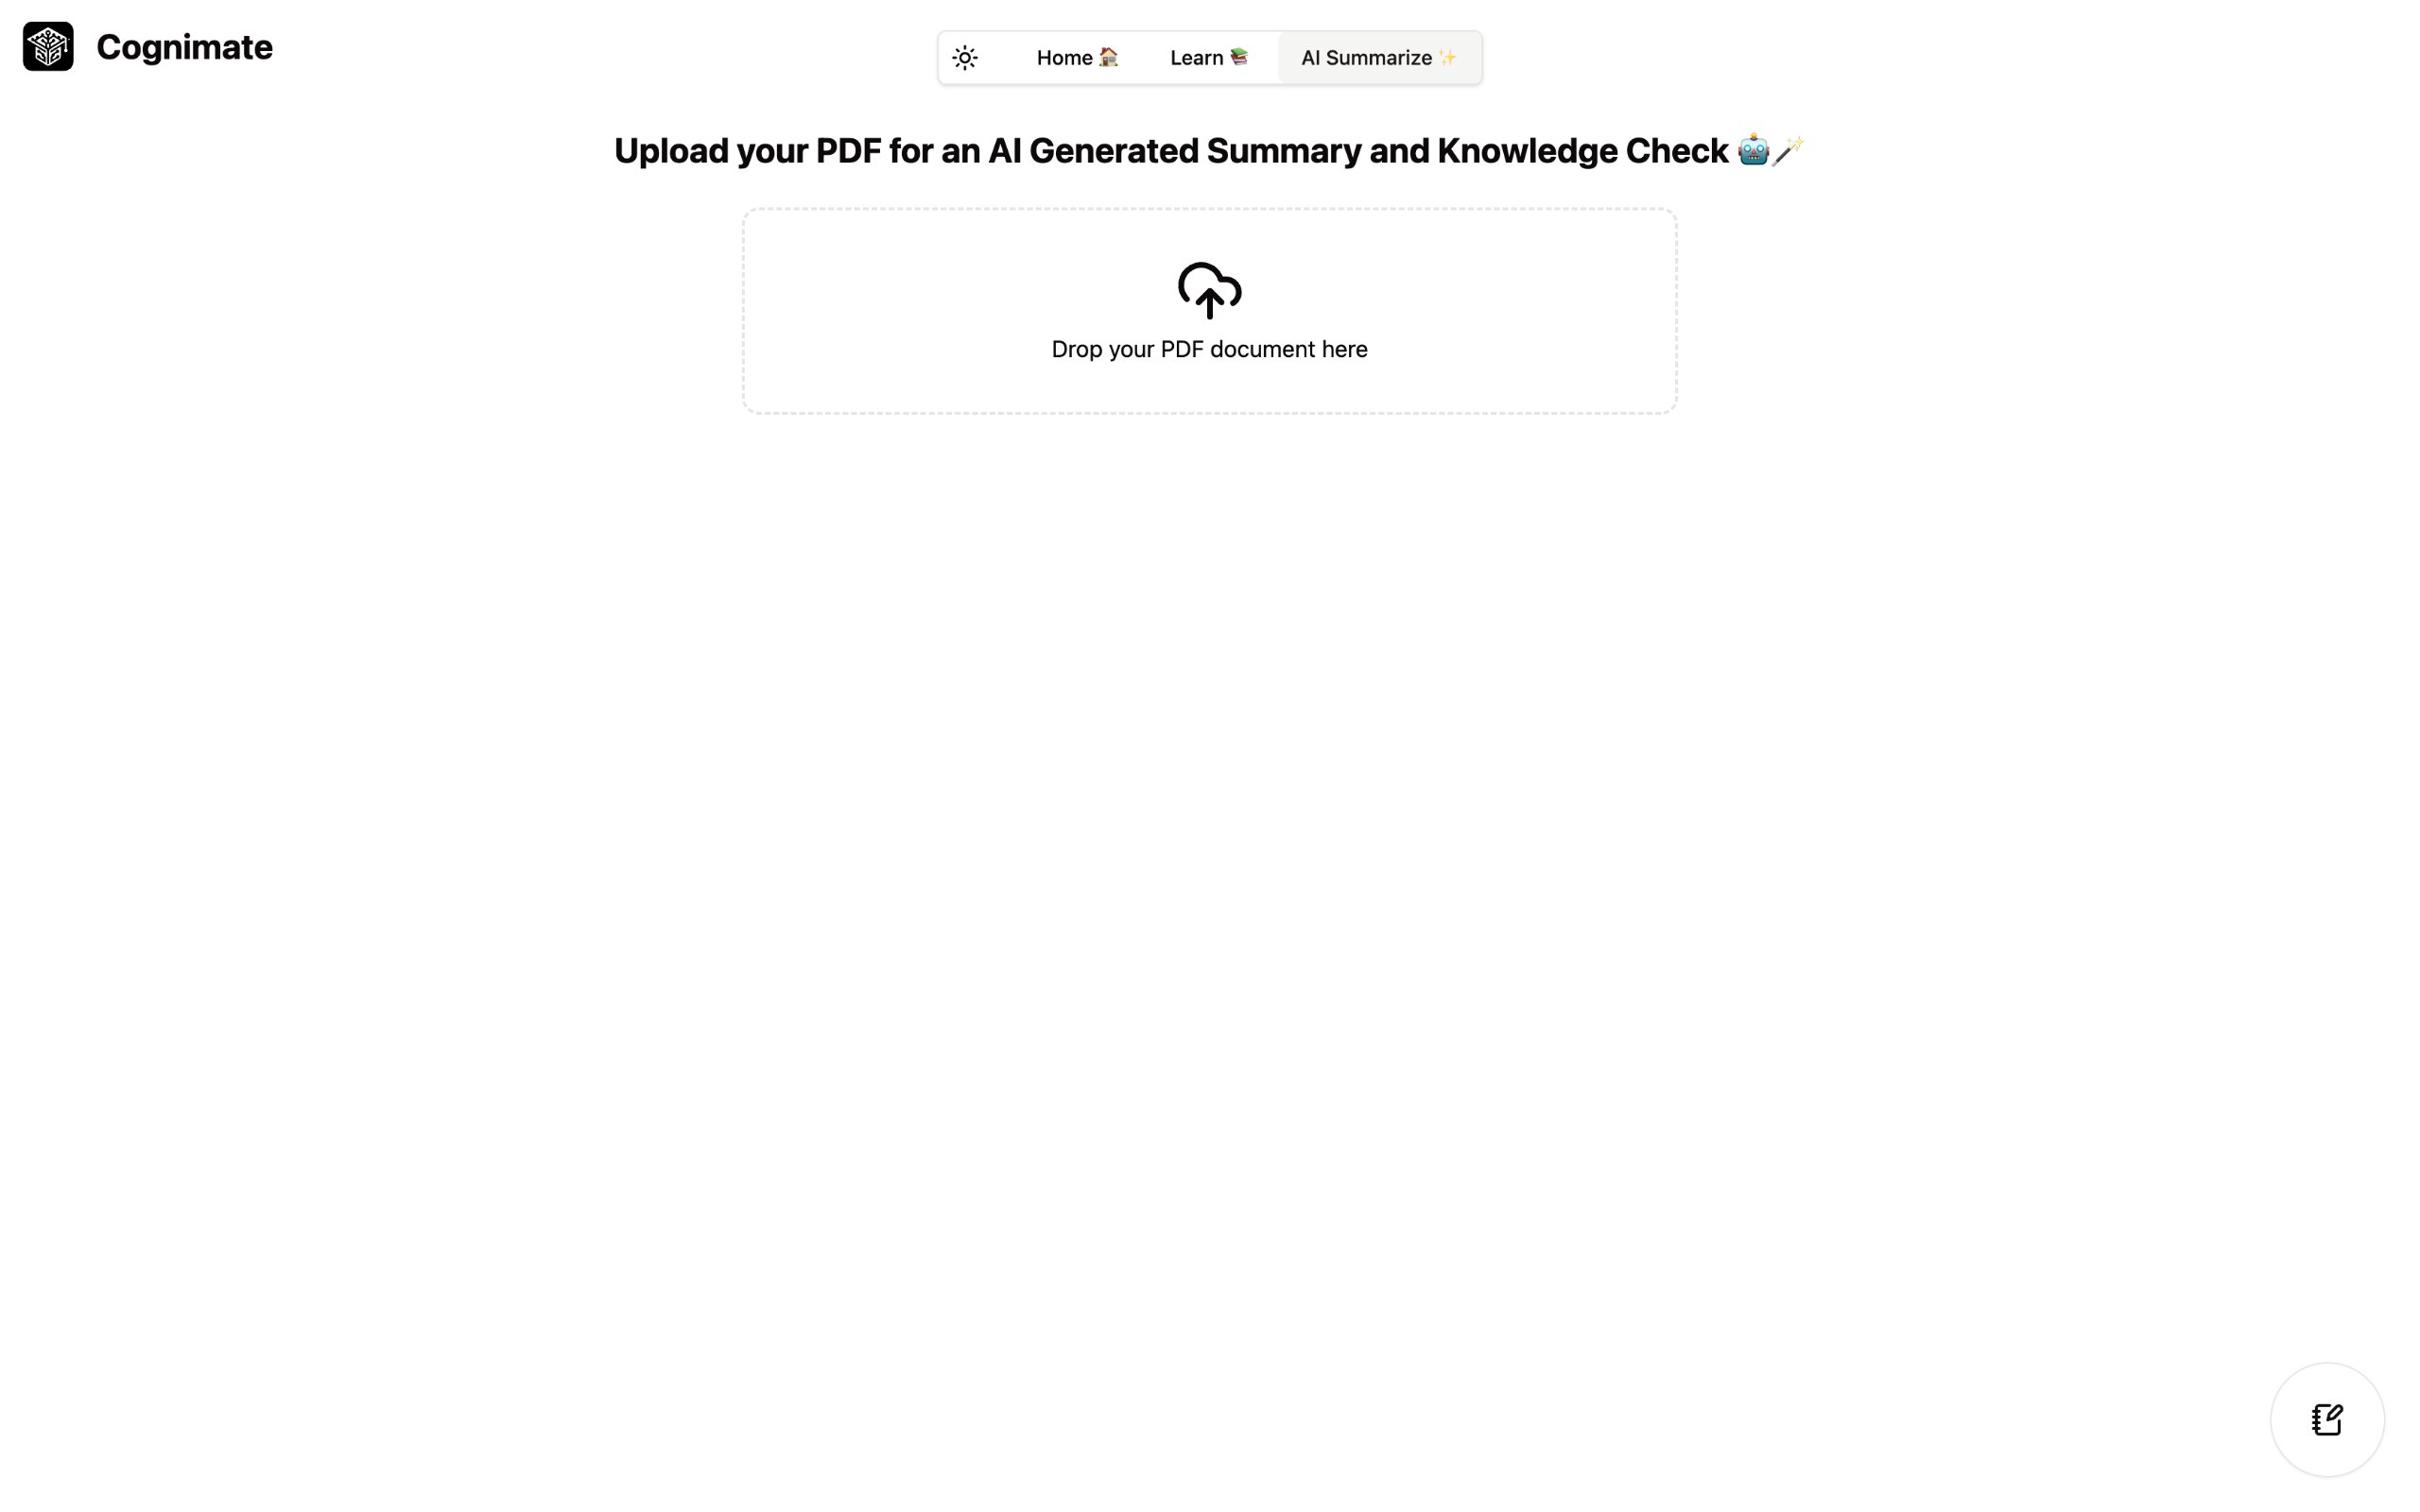 Cognimate
Home 🏠 Learn 📚 AI Summarize ✨
Upload your PDF for an AI Generated Summary and Knowledge Check 🤖🪄
Drop your PDF document here